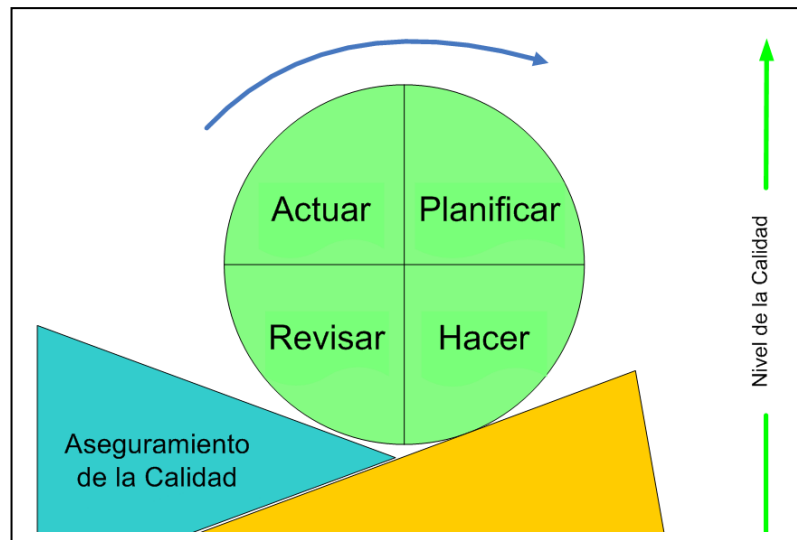 Actuar
Planificar
Revisar
Hacer
Aseguramiento
de la Calidad
Nivel de la Calidad